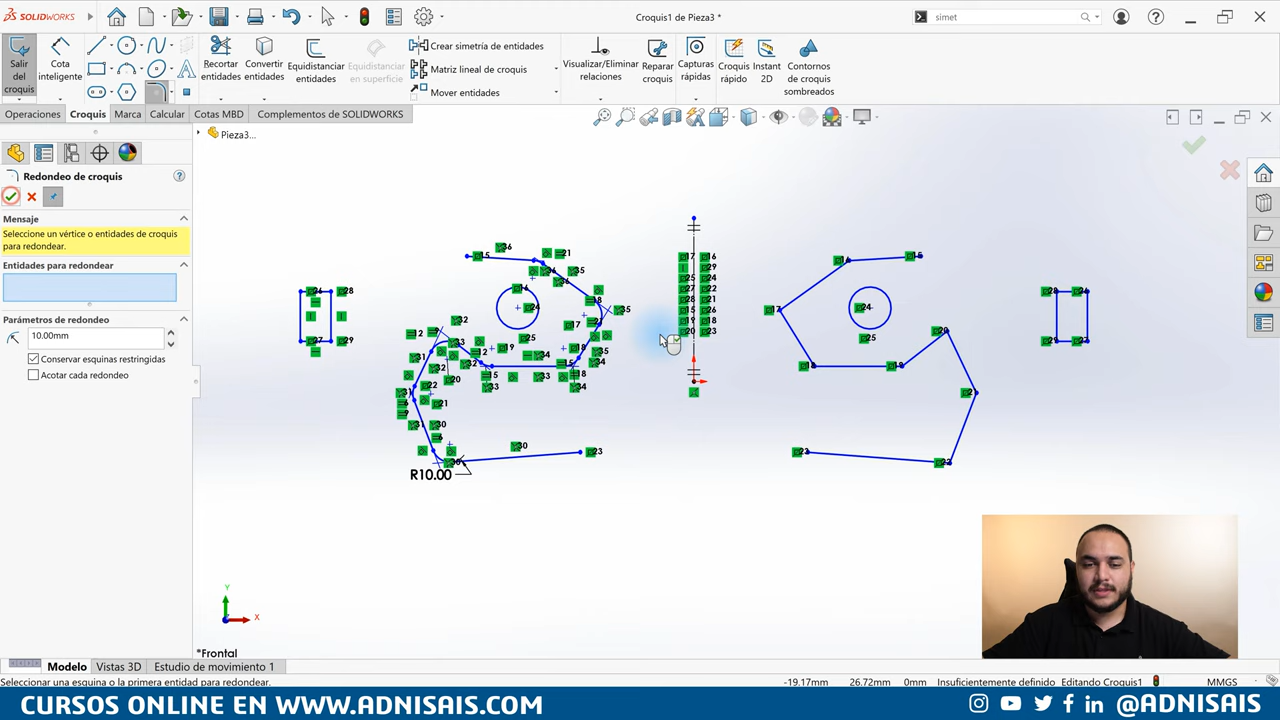 SOLIDWORKS
Croquis1 de Pieza3 *
simet
Salir del croquis
Cota inteligente
Recortar entidades
Convertir entidades
Equidistanciar entidades
Equidistanciar en superficie
Crear simetría de entidades
Matriz lineal de croquis
Mover entidades
Visualizar/Eliminar relaciones
Reparar croquis
Capturas rápidas
Croquis rápido
Instant 2D
Contornos de croquis sombreados
Operaciones
Croquis
Marca
Calcular
Cotas MBD
Complementos de SOLIDWORKS
Pieza3...
Redondeo de croquis
Mensaje
Seleccione un vértice o entidades de croquis
para redondear.
Entidades para redondear
Parámetros de redondeo
10.00mm
Conservar esquinas restringidas
Acotar cada redondeo
R10.00
Y
X
*Frontal
Modelo
Vistas 3D
Estudio de movimiento 1
Seleccionar una esquina o la primera entidad para redondear.
-19.17mm
26.72mm
0mm
Insuficientemente definido
Editando Croquis1
MMGS
CURSOS ONLINE EN WWW.ADNISAIS.COM
@ADNISAIS